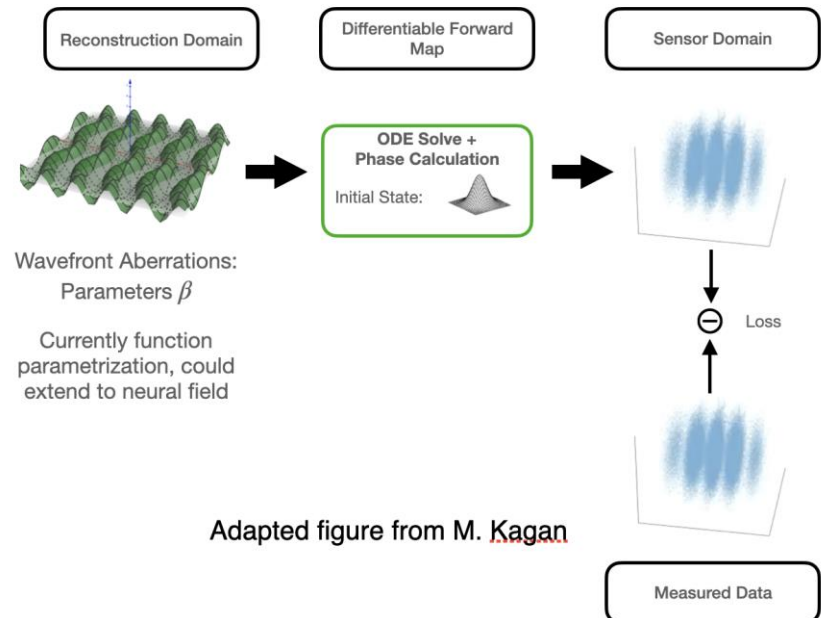 Reconstruction Domain
Differentiable Forward
Map
Sensor Domain
ODE Solve +
Phase Calculation
Initial State:
Wavefront Aberrations:
Parameters β
Currently function
parametrization, could
extend to neural field
Loss
Adapted figure from M. Kagan
Measured Data